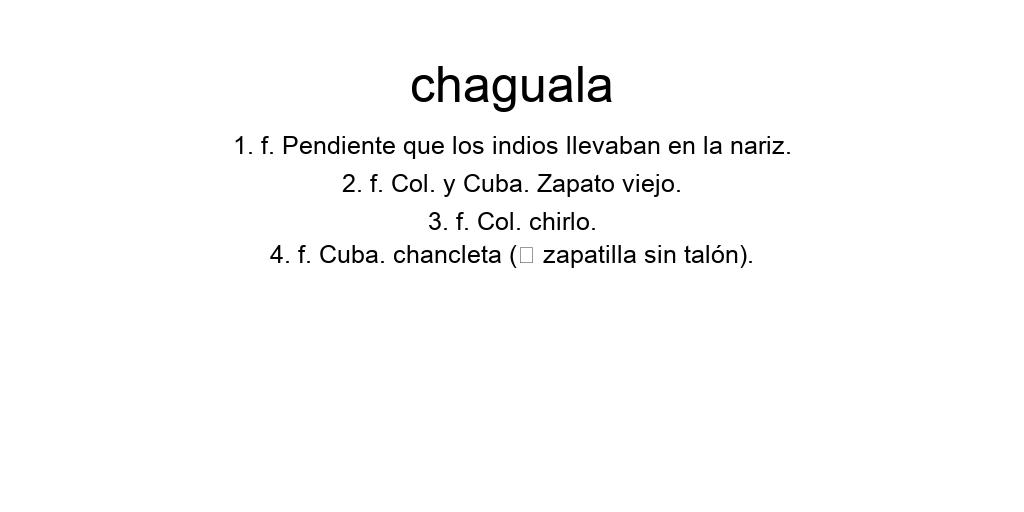 chaguala
1. f. Pendiente que los indios llevaban en la nariz.
2. f. Col. y Cuba. Zapato viejo.
3. f. Col. chirlo.
4. f. Cuba. chancleta (□ zapatilla sin talón).